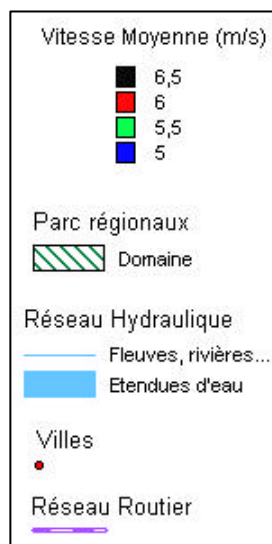 Vitesse Moyenne (m/s)
6,5
6
5,5
5
Parc régionaux
Domaine
Réseau Hydraulique
Fleuves, rivières...
Etendues d'eau
Villes
Réseau Routier